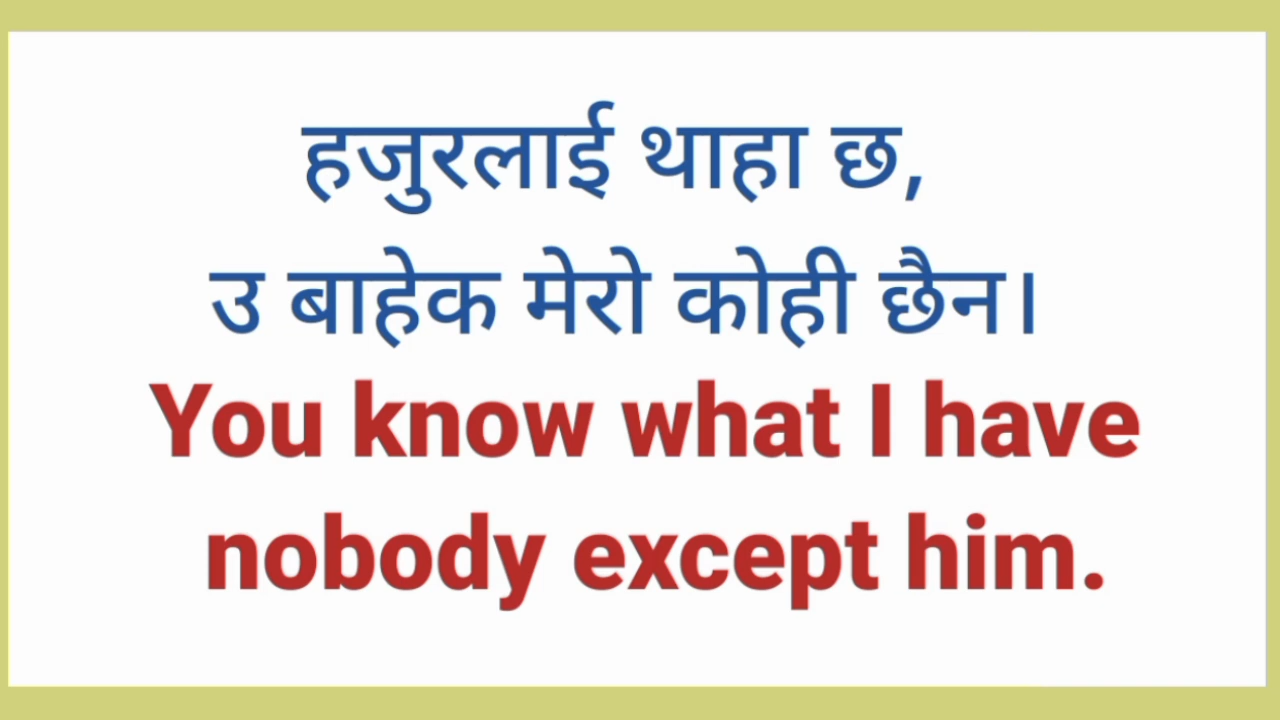 हजुरलाई थाहा छ,
उ बाहेक मेरो कोही छैन।
You know what I have
nobody except him.